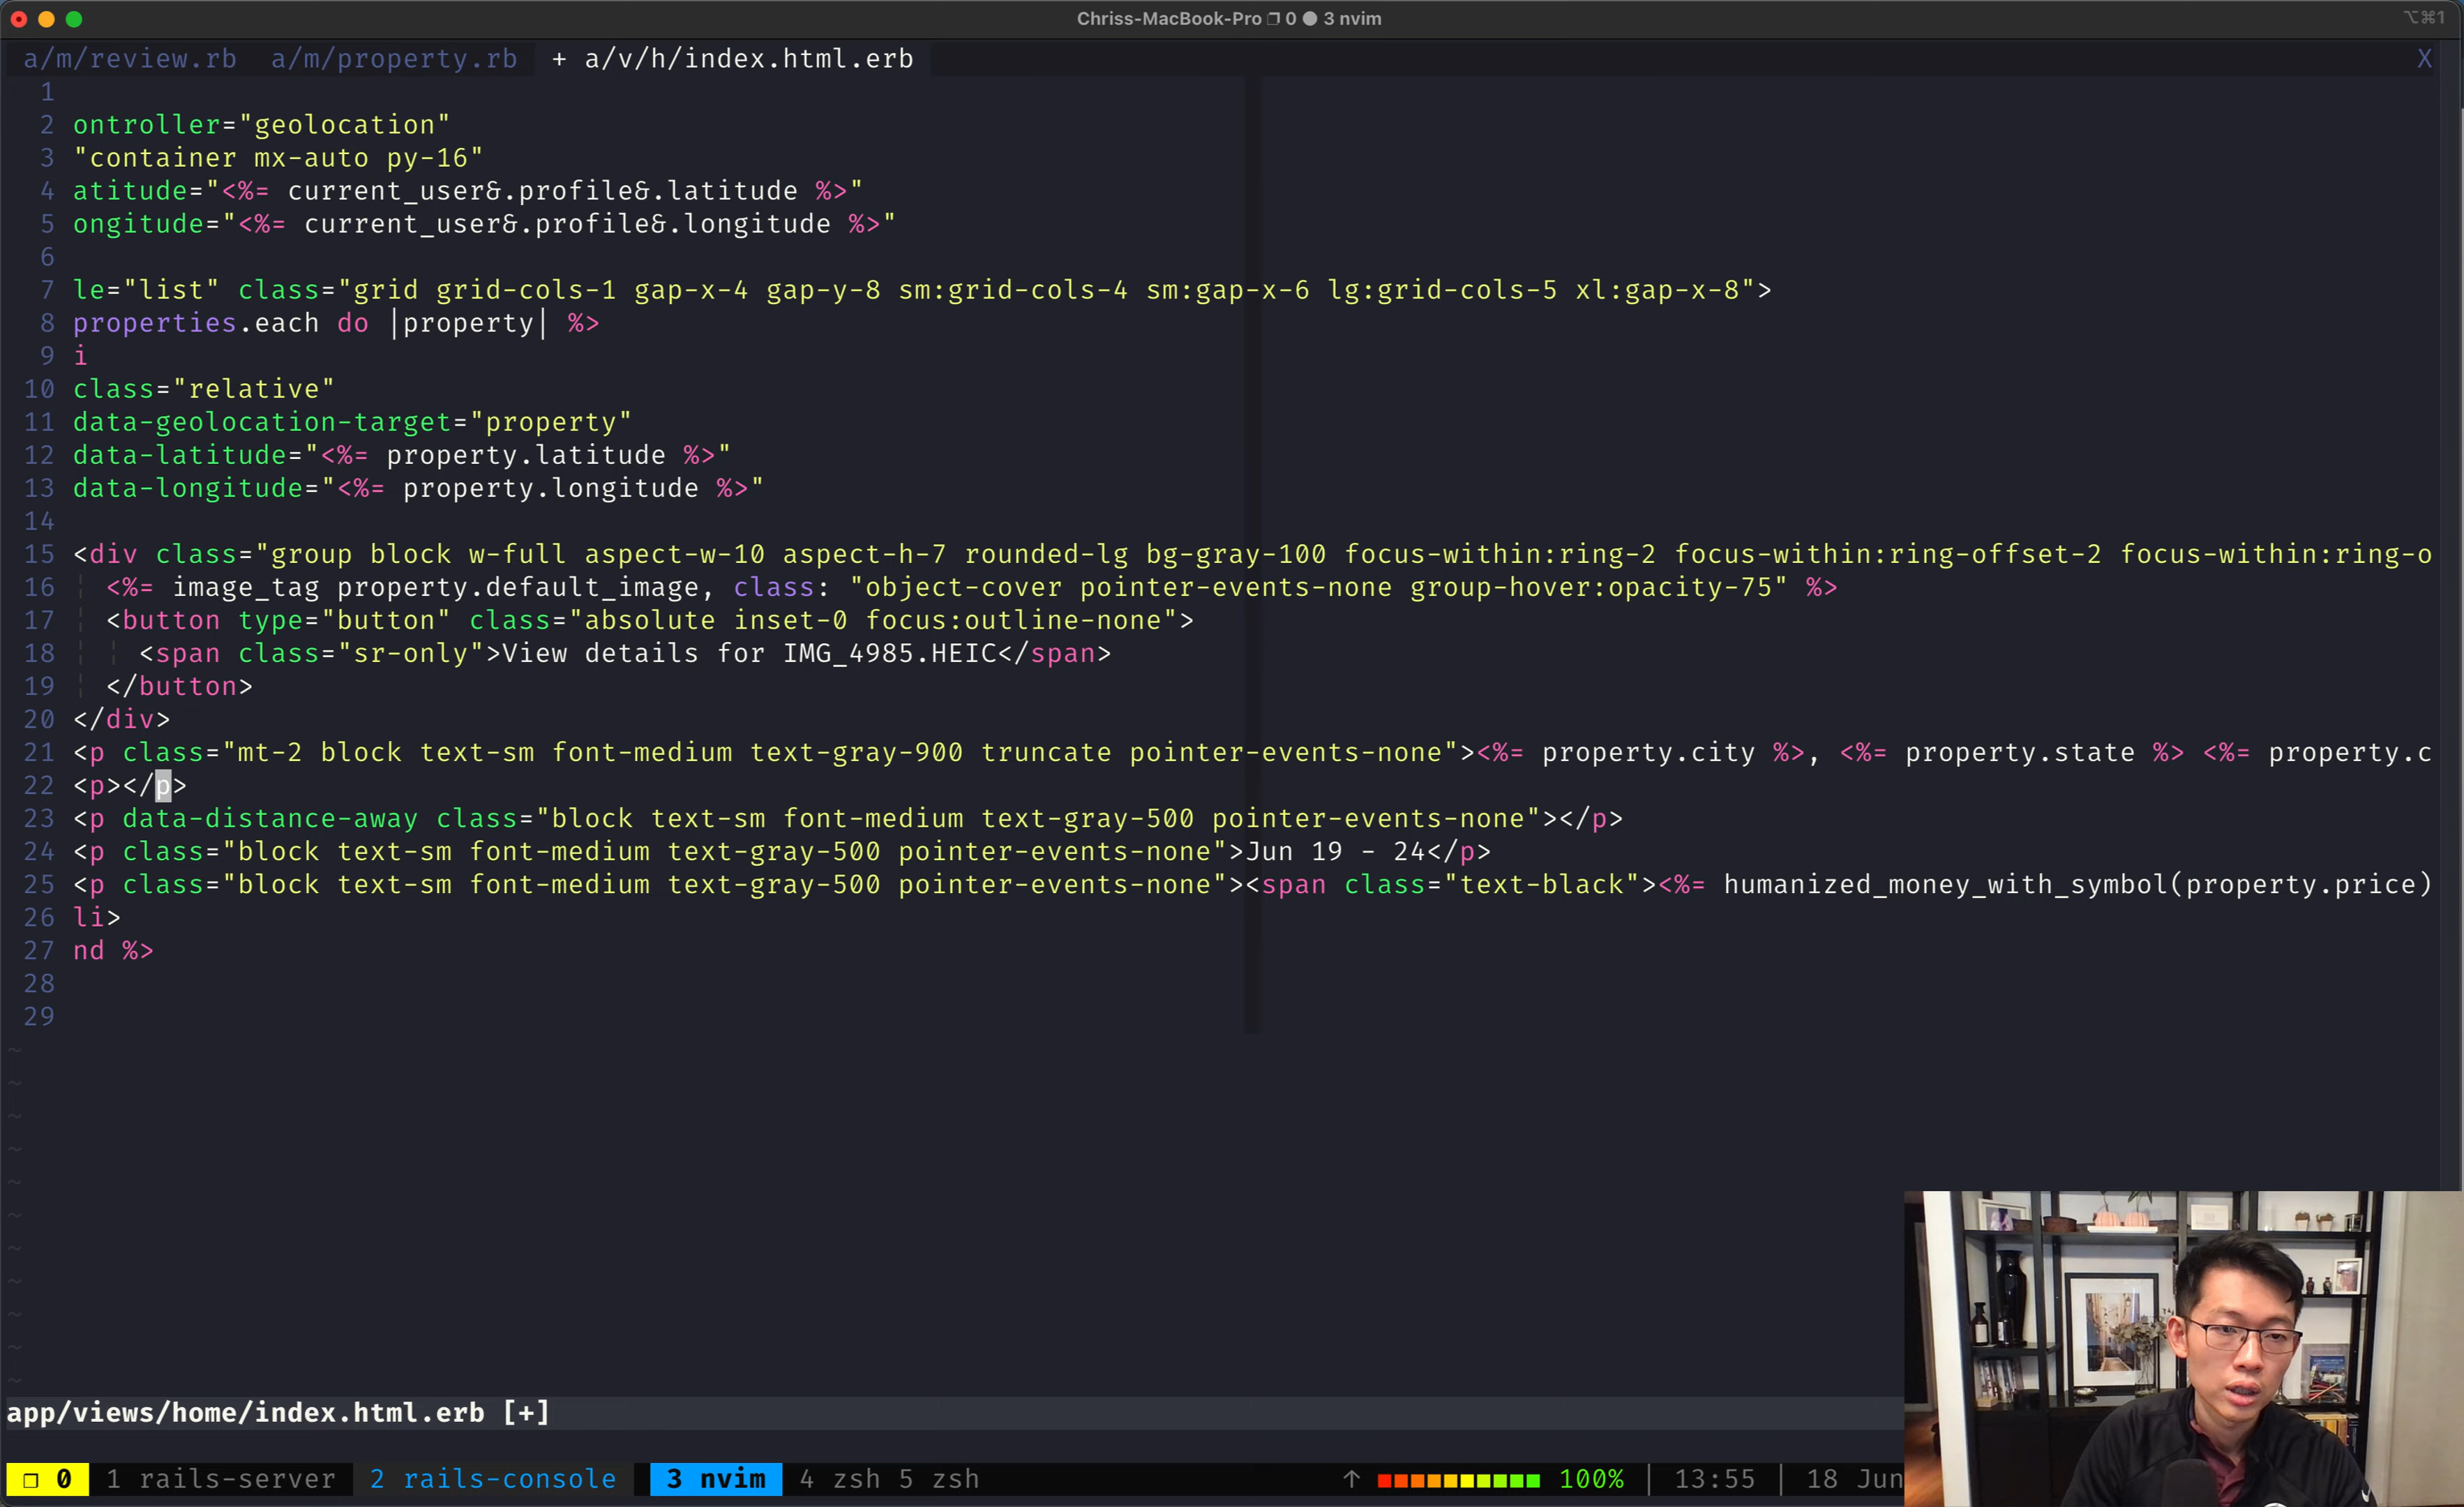 Chriss-MacBook-Pro ❐ 0 ● 3 nvim
⌥⌘1
a/m/review.rb a/m/property.rb + a/v/h/index.html.erb X
1
2 ontroller="geolocation"
3 "container mx-auto py-16"
4 atitude="<%= current_user&.profile&.latitude %>"
5 ongitude="<%= current_user&.profile&.longitude %>"
6
7 le="list" class="grid grid-cols-1 gap-x-4 gap-y-8 sm:grid-cols-4 sm:gap-x-6 lg:grid-cols-5 xl:gap-x-8">
8 properties.each do |property| %>
9 i
10 class="relative"
11 data-geolocation-target="property"
12 data-latitude="<%= property.latitude %>"
13 data-longitude="<%= property.longitude %>"
14
15 <div class="group block w-full aspect-w-10 aspect-h-7 rounded-lg bg-gray-100 focus-within:ring-2 focus-within:ring-offset-2 focus-within:ring-o
16 <%= image_tag property.default_image, class: "object-cover pointer-events-none group-hover:opacity-75" %>
17 <button type="button" class="absolute inset-0 focus:outline-none">
18 <span class="sr-only">View details for IMG_4985.HEIC</span>
19 </button>
20 </div>
21 <p class="mt-2 block text-sm font-medium text-gray-900 truncate pointer-events-none"><%= property.city %>, <%= property.state %> <%= property.c
22 <p></p>
23 <p data-distance-away class="block text-sm font-medium text-gray-500 pointer-events-none"></p>
24 <p class="block text-sm font-medium text-gray-500 pointer-events-none">Jun 19 - 24</p>
25 <p class="block text-sm font-medium text-gray-500 pointer-events-none"><span class="text-black"><%= humanized_money_with_symbol(property.price)
26 li>
27 nd %>
28
29
app/views/home/index.html.erb [+]
❐ 0 1 rails-server 2 rails-console 3 nvim 4 zsh 5 zsh ↑ 100% | 13:55 | 18 Jun